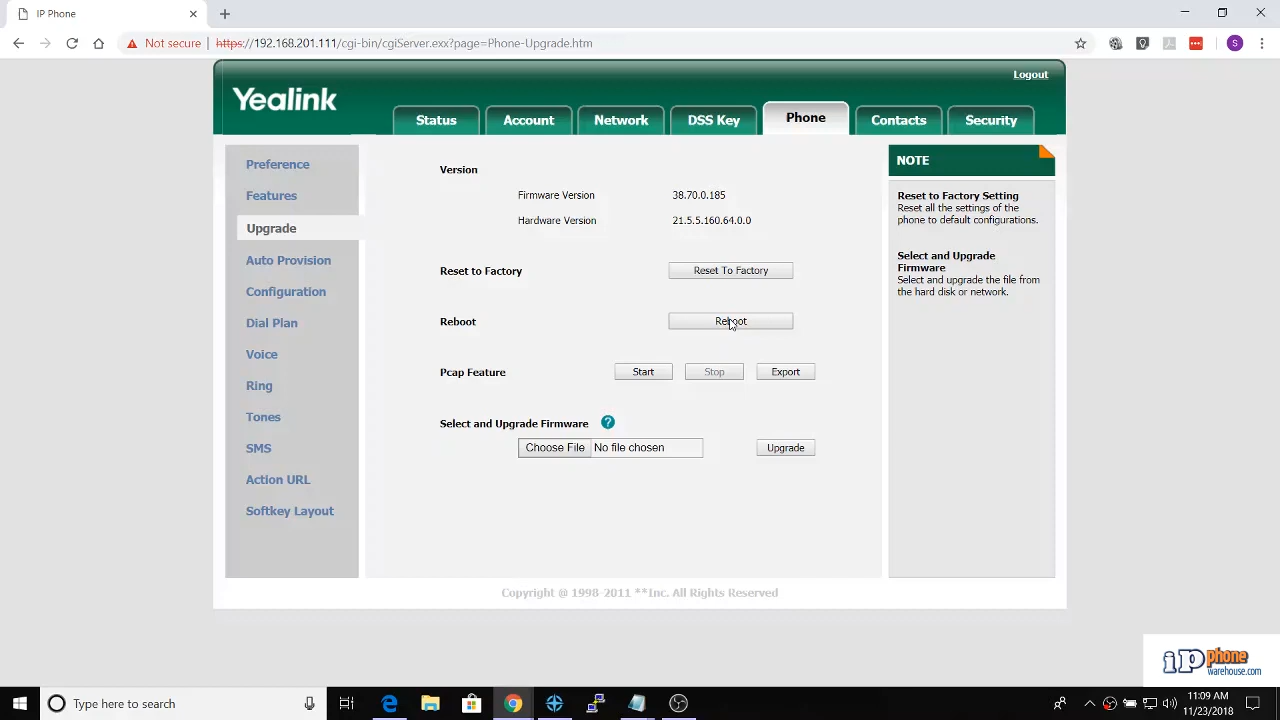 IP Phone
Not secure | https://192.168.201.111/cgi-bin/cgiServer.exx?page=Phone-Upgrade.htm
S
Logout
Yealink
Status
Account
Network
DSS Key
Phone
Contacts
Security
Preference
Features
Upgrade
Auto Provision
Configuration
Dial Plan
Voice
Ring
Tones
SMS
Action URL
Softkey Layout
Version
Firmware Version 38.70.0.185
Hardware Version 21.5.5.160.64.0.0
Reset to Factory Reset To Factory
Reboot Reboot
Pcap Feature Start Stop Export
Select and Upgrade Firmware ?
Choose File No file chosen Upgrade
NOTE
Reset to Factory Setting
Reset all the settings of the
phone to default configurations.
Select and Upgrade
Firmware
Select and upgrade the file from
the hard disk or network.
Copyright @ 1998-2011 **Inc. All Rights Reserved
ip phone
warehouse.com
Type here to search
11:09 AM
11/23/2018